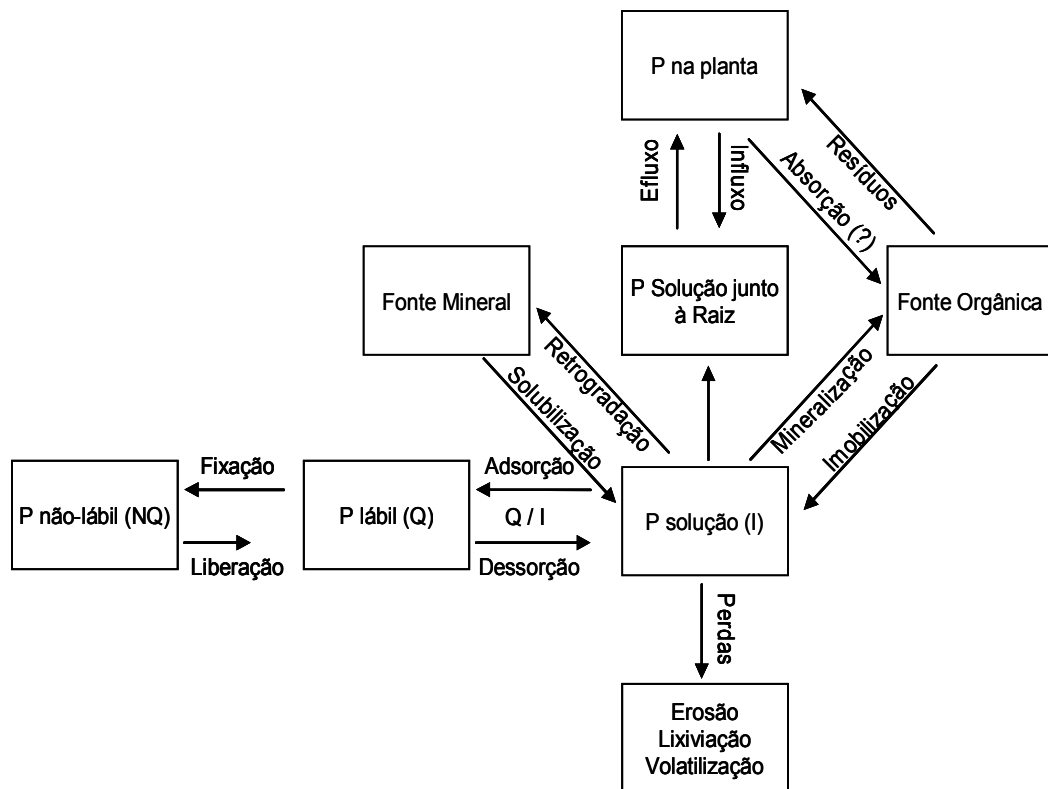 P na planta
Efluxo
Influxo
Absorção (?)
Resíduos
Fonte Mineral
P Solução junto
à Raiz
Fonte Orgânica
Solubilização
Retrogradação
Mineralização
Imobilização
Fixação
Adsorção
P não-lábil (NQ)
P lábil (Q)
Q / I
P solução (I)
Liberação
Dessorção
Perdas
Erosão
Lixiviação
Volatilização